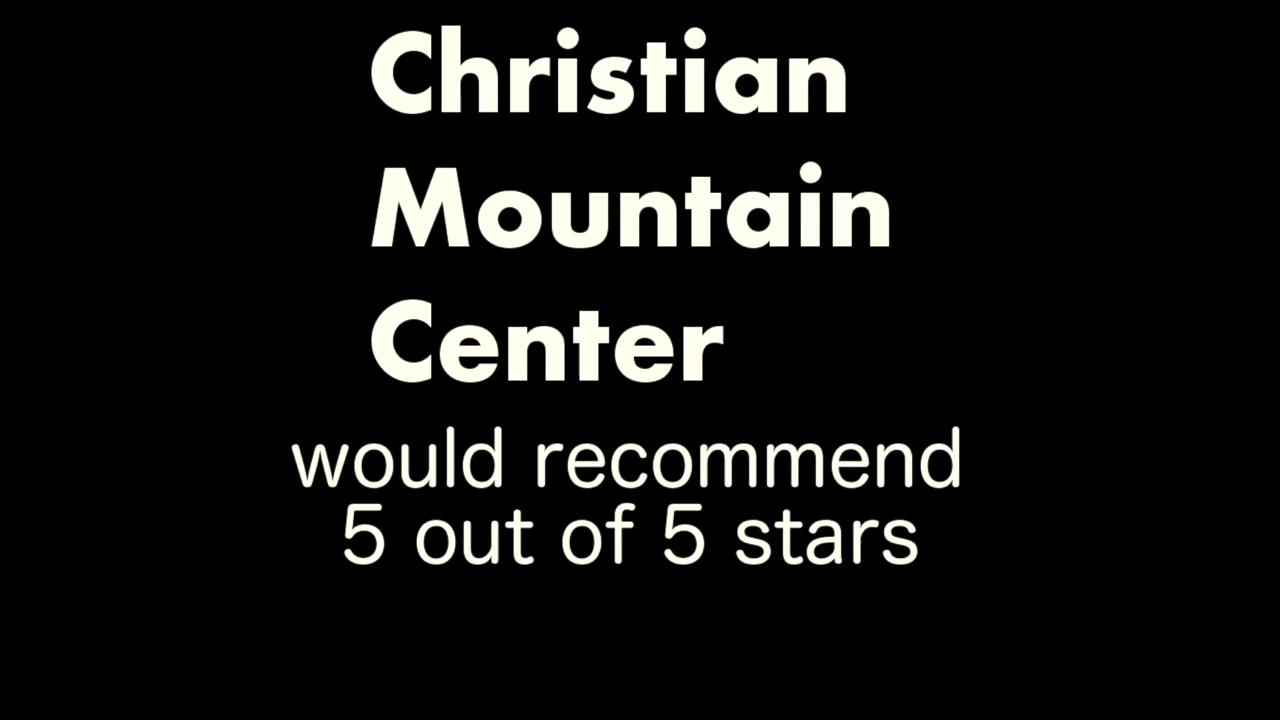 Christian
Mountain
Center
would recommend
5 out of 5 stars